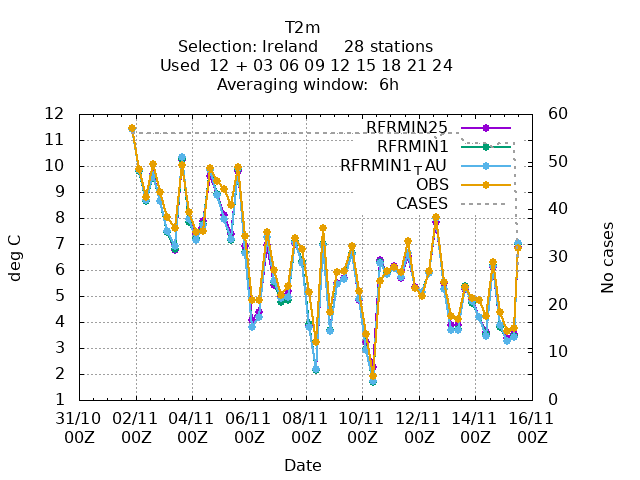 T2m
Selection: Ireland 28 stations
Used 12 + 03 06 09 12 15 18 21 24
Averaging window: 6h
12
11
10
9
8
7
6
5
4
3
2
1
deg C
60
50
40
30
20
10
0
No cases
RFRMIN25
RFRMIN1
RFRMIN1TAU
OBS
CASES
31/10 02/11 04/11 06/11 08/11 10/11 12/11 14/11 16/11
00Z 00Z 00Z 00Z 00Z 00Z 00Z 00Z 00Z
Date